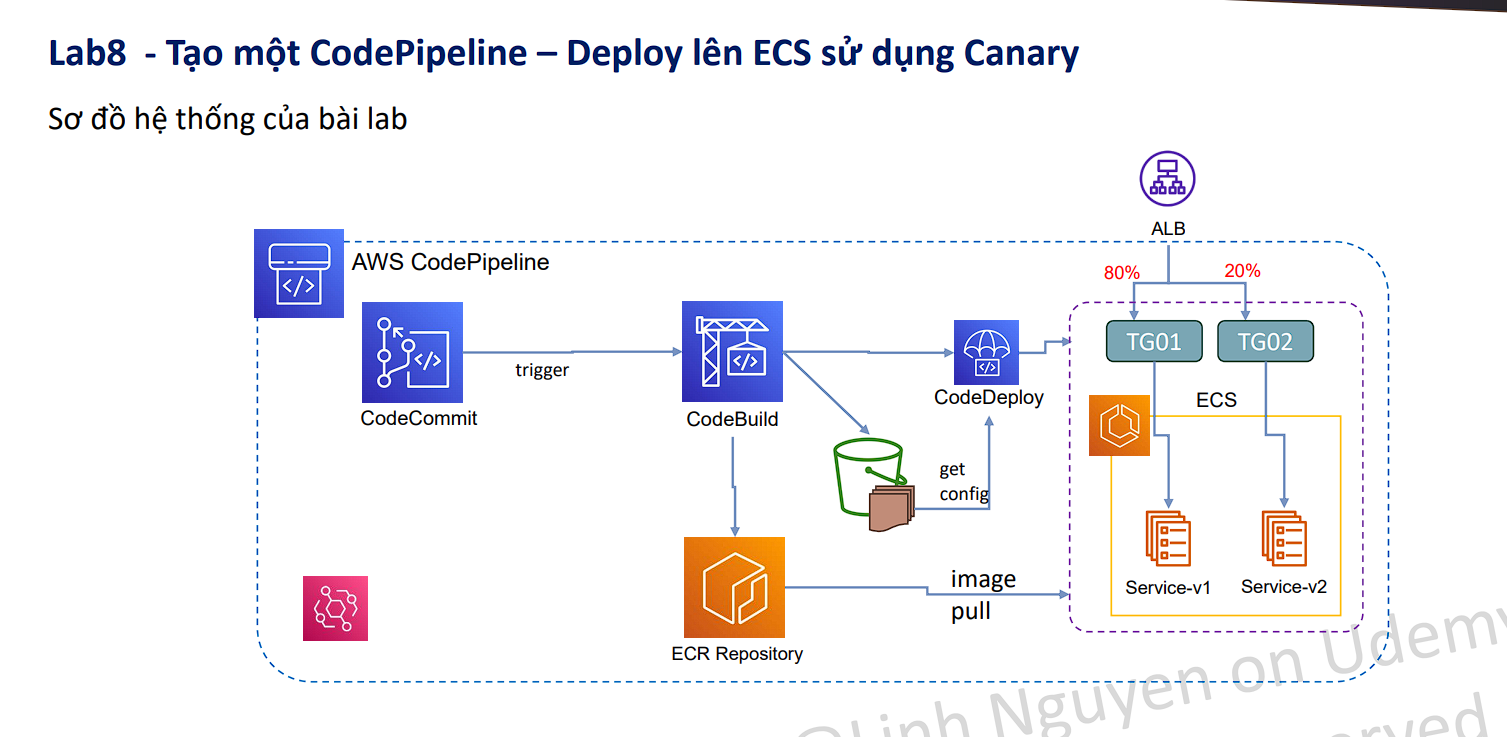 Lab8 - Tạo một CodePipeline – Deploy lên ECS sử dụng Canary
Sơ đồ hệ thống của bài lab
ALB
AWS CodePipeline
80%
20%
TG01
TG02
trigger
CodeCommit
CodeBuild
CodeDeploy
ECS
get
config
image
pull
Service-v1
Service-v2
ECR Repository
@Linh Nguyen on Udemy